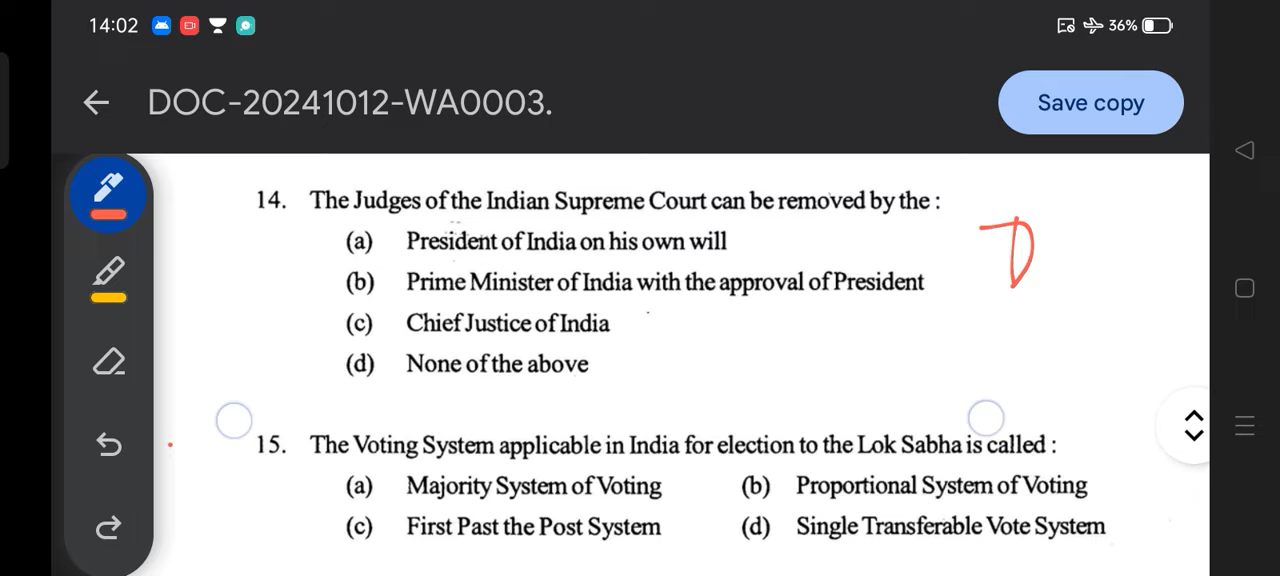 14:02
36%
DOC-20241012-WA0003.
Save copy
14. The Judges of the Indian Supreme Court can be removed by the :
(a) President of India on his own will
(b) Prime Minister of India with the approval of President
(c) Chief Justice of India
(d) None of the above
D
15. The Voting System applicable in India for election to the Lok Sabha is called :
(a) Majority System of Voting (b) Proportional System of Voting
(c) First Past the Post System (d) Single Transferable Vote System